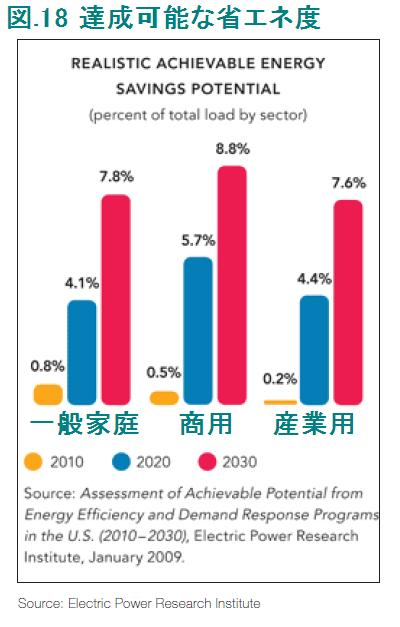 図.18 達成可能な省エネ度
REALISTIC ACHIEVABLE ENERGY
SAVINGS POTENTIAL
(percent of total load by sector)
8.8%
7.8%
7.6%
5.7%
4.1%
4.4%
0.8%
0.5%
0.2%
一般家庭 商用 産業用
2010 2020 2030
Source: Assessment of Achievable Potential from
Energy Efficiency and Demand Response Programs
in the U.S. (2010–2030), Electric Power Research
Institute, January 2009.
Source: Electric Power Research Institute